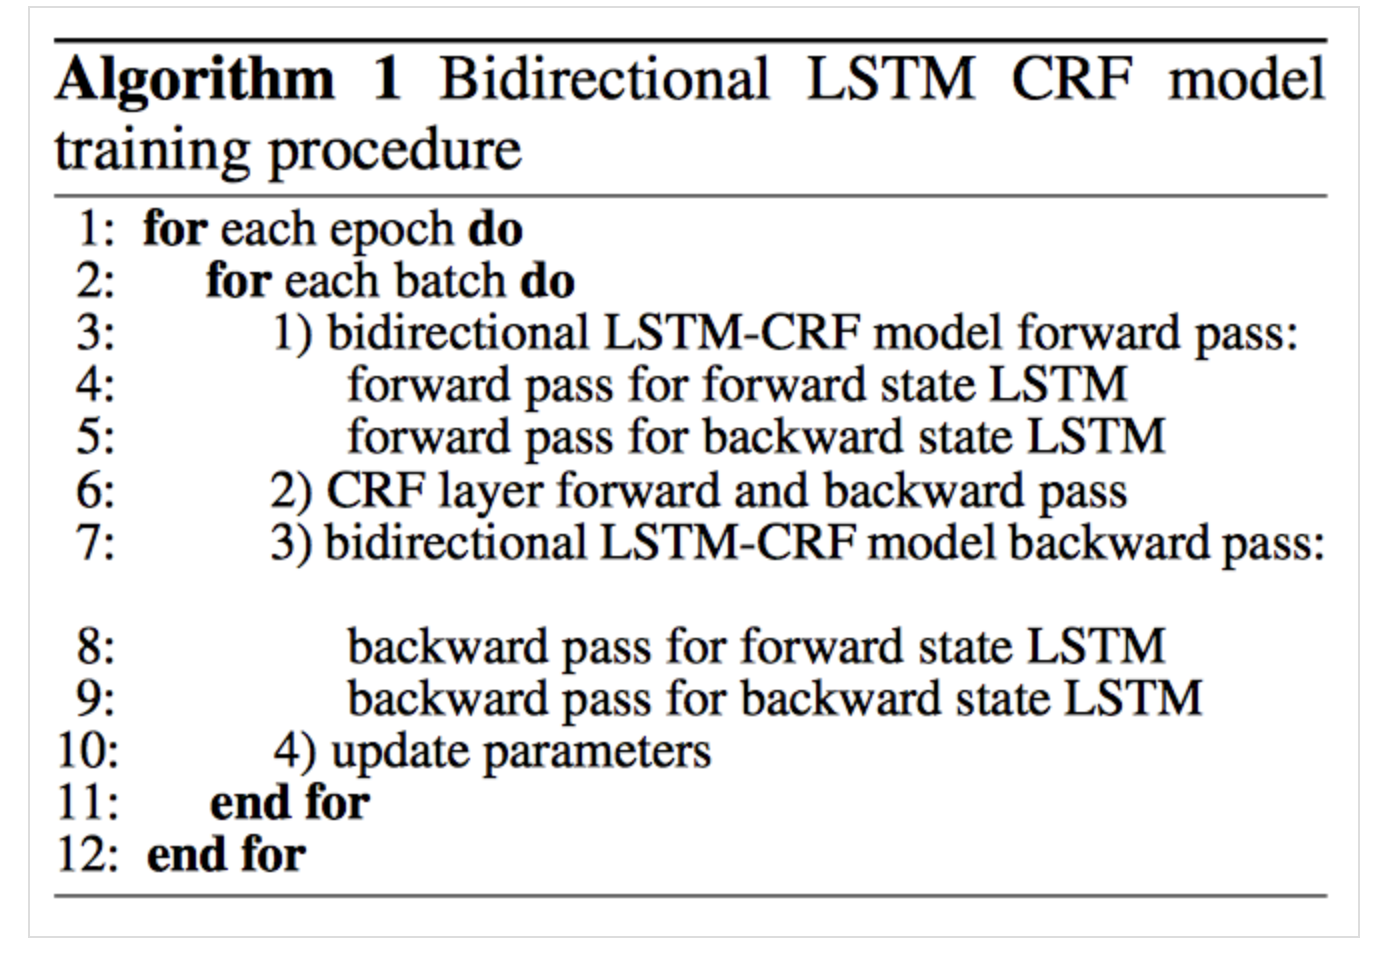 Algorithm 1 Bidirectional LSTM CRF model
training procedure
1: for each epoch do
2: for each batch do
3: 1) bidirectional LSTM-CRF model forward pass:
4: forward pass for forward state LSTM
5: forward pass for backward state LSTM
6: 2) CRF layer forward and backward pass
7: 3) bidirectional LSTM-CRF model backward pass:
8: backward pass for forward state LSTM
9: backward pass for backward state LSTM
10: 4) update parameters
11: end for
12: end for